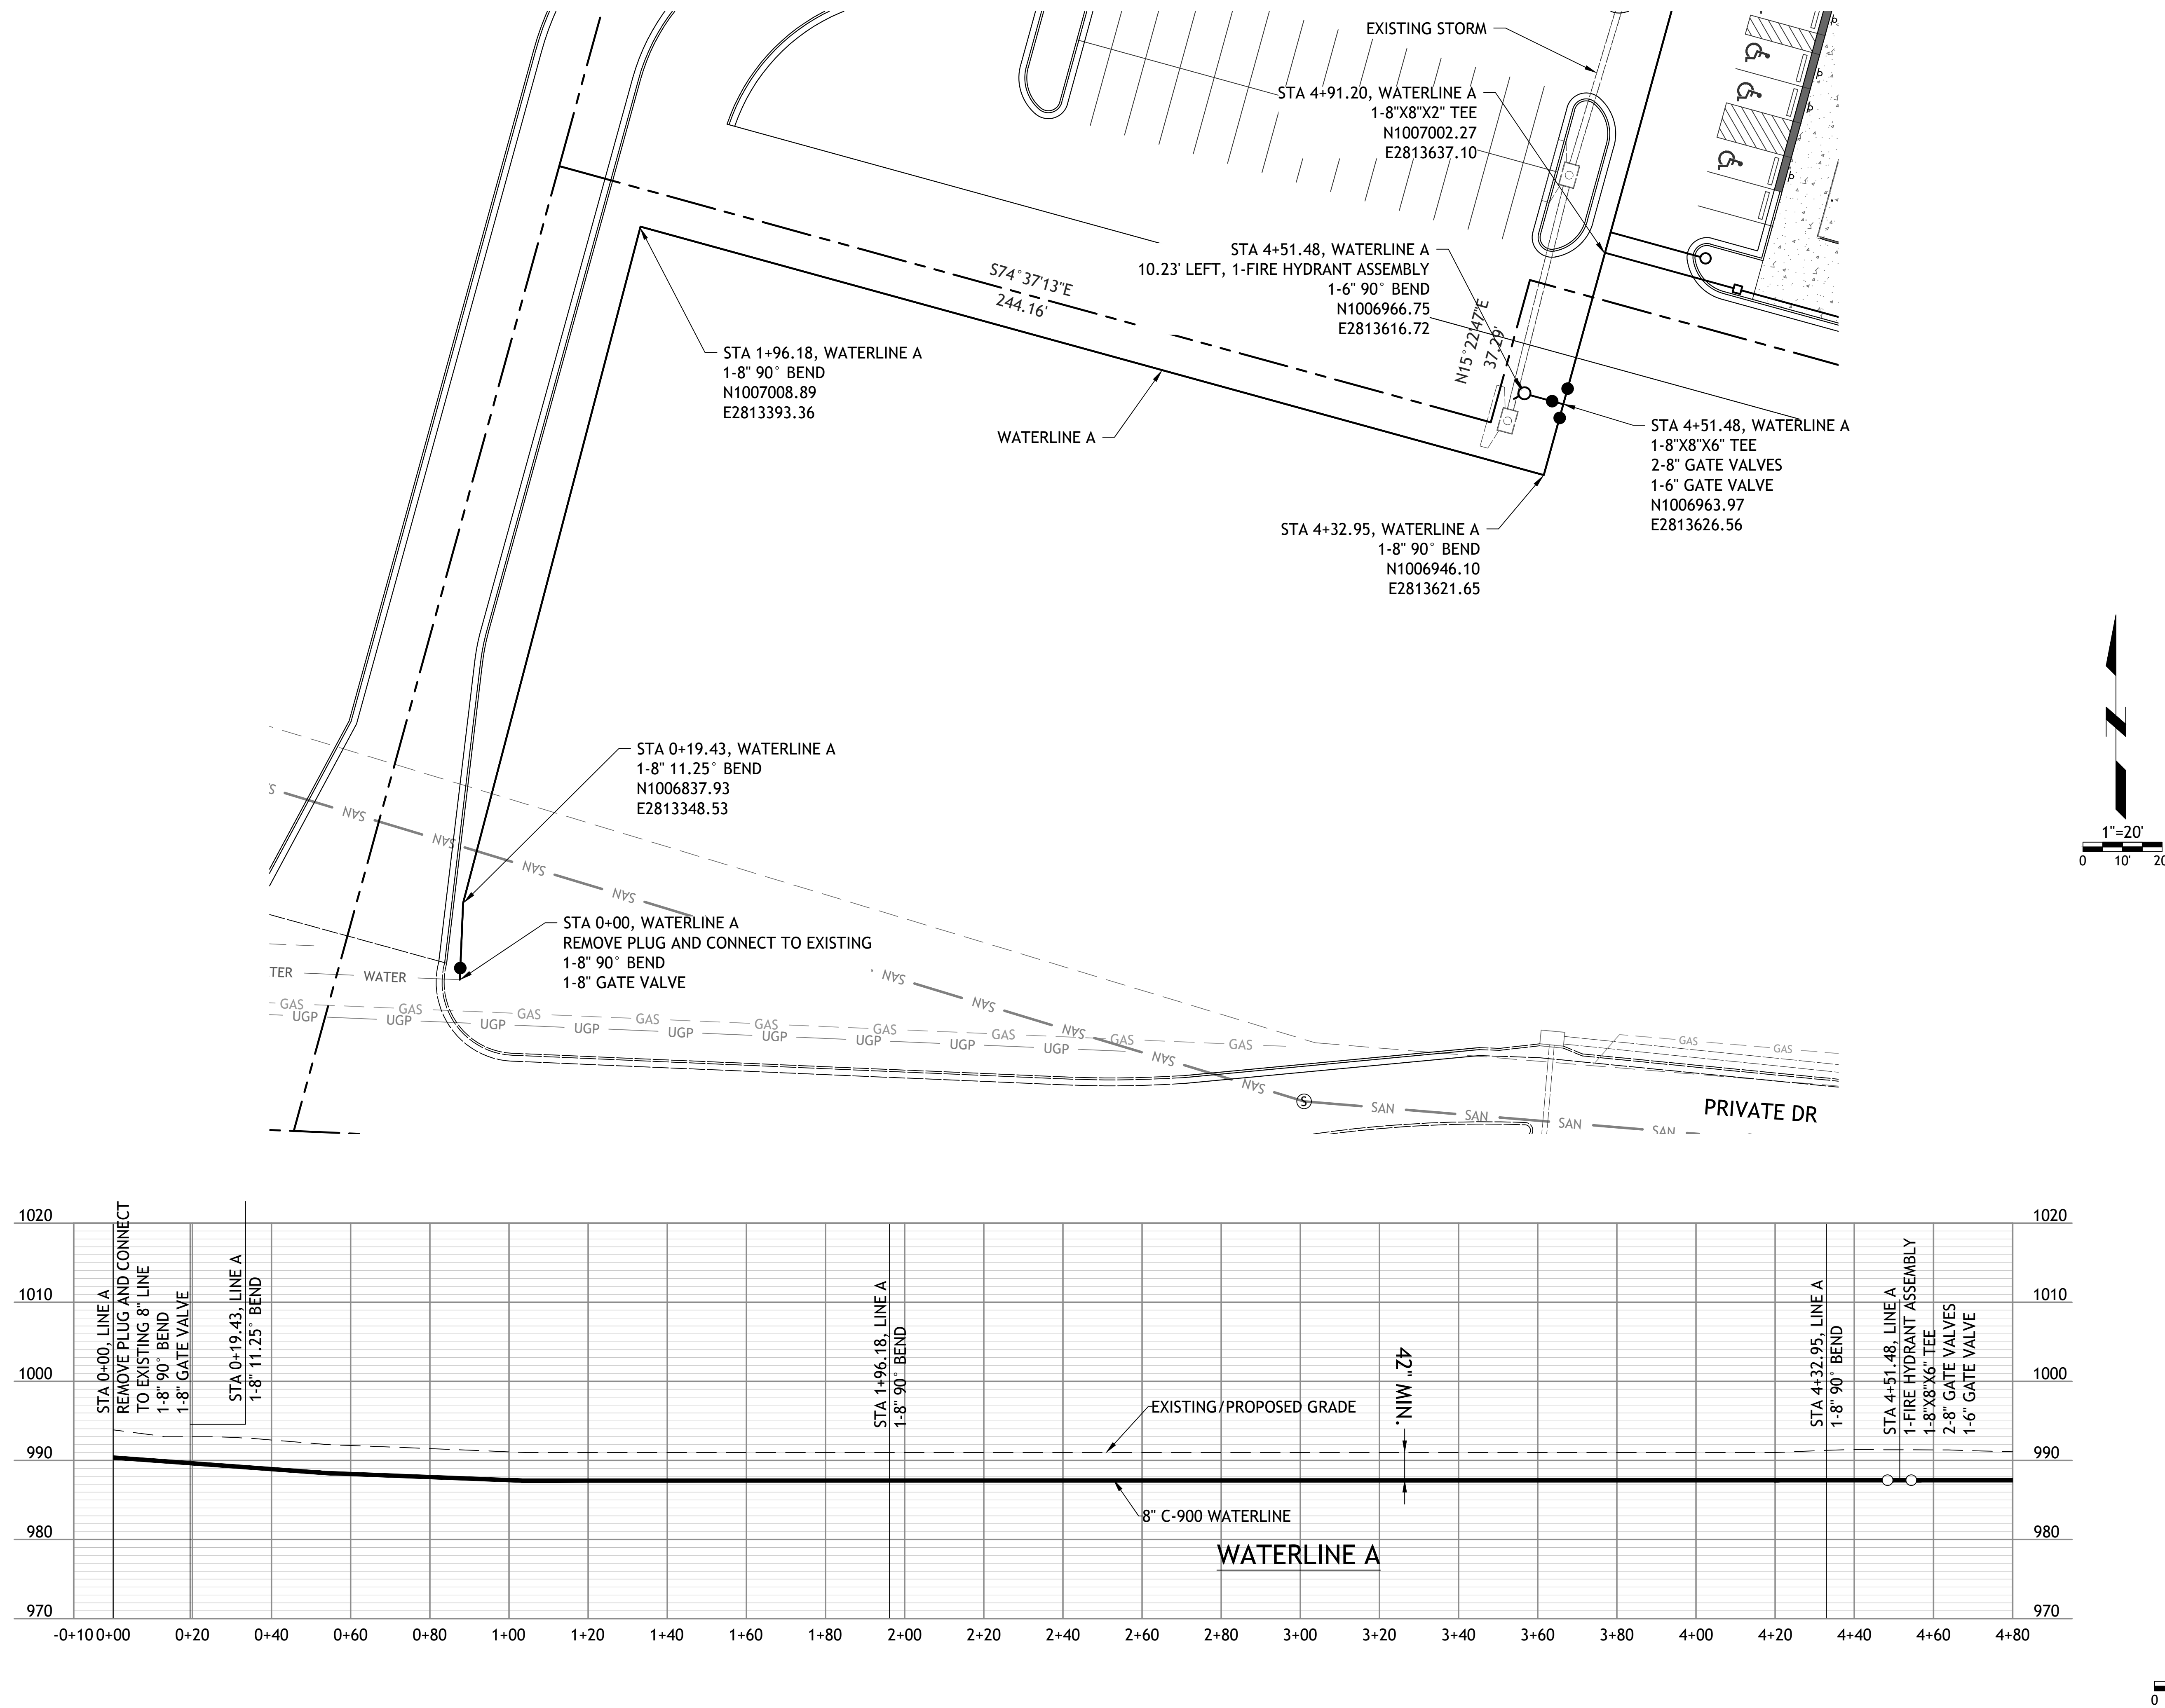 EXISTING STORM
STA 4+91.20, WATERLINE A
1-8"X8"X2" TEE
N1007002.27
E2813637.10
STA 4+51.48, WATERLINE A
10.23' LEFT, 1-FIRE HYDRANT ASSEMBLY
1-6" 90° BEND
N1006966.75
E2813616.72
S74°37'13"E
244.16'
N15°22'47"E
37.29'
STA 1+96.18, WATERLINE A
1-8" 90° BEND
N1007008.89
E2813393.36
WATERLINE A
STA 4+51.48, WATERLINE A
1-8"X8"X6" TEE
2-8" GATE VALVES
1-6" GATE VALVE
N1006963.97
E2813626.56
STA 4+32.95, WATERLINE A
1-8" 90° BEND
N1006946.10
E2813621.65
STA 0+19.43, WATERLINE A
1-8" 11.25° BEND
N1006837.93
E2813348.53
STA 0+00, WATERLINE A
REMOVE PLUG AND CONNECT TO EXISTING
1-8" 90° BEND
1-8" GATE VALVE
N
1"=20'
0 10' 20
S SAN SAN SAN SAN
SAN SAN SAN SAN SAN
S SAN SAN SAN SAN
TER WATER
GAS GAS GAS GAS GAS GAS GAS GAS GAS
UGP UGP UGP UGP UGP UGP UGP UGP UGP
GAS GAS
PRIVATE DR
1020 1020
1010 1010
1000 1000
990 990
980 980
970 970
STA 0+00, LINE A
REMOVE PLUG AND CONNECT
TO EXISTING 8" LINE
1-8" 90° BEND
1-8" GATE VALVE
STA 0+19.43, LINE A
1-8" 11.25° BEND
STA 1+96.18, LINE A
1-8" 90° BEND
EXISTING/PROPOSED GRADE
42" MIN.
8" C-900 WATERLINE
STA 4+32.95, LINE A
1-8" 90° BEND
STA 4+51.48, LINE A
1-FIRE HYDRANT ASSEMBLY
1-8"X8"X6" TEE
2-8" GATE VALVES
1-6" GATE VALVE
WATERLINE A
-0+10 0+00 0+20 0+40 0+60 0+80 1+00 1+20 1+40 1+60 1+80 2+00 2+20 2+40 2+60 2+80 3+00 3+20 3+40 3+60 3+80 4+00 4+20 4+40 4+60 4+80
0